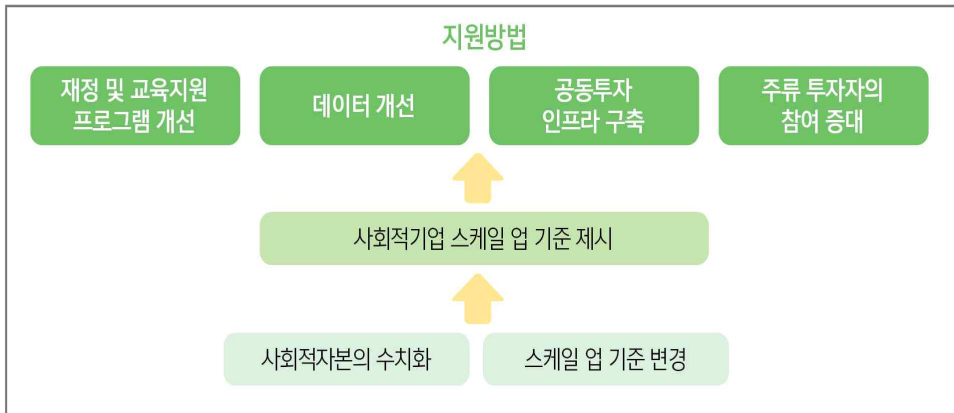 지원방법
재정 및 교육지원
프로그램 개선
데이터 개선
공동투자
인프라 구축
주류 투자자의
참여 증대
사회적기업 스케일 업 기준 제시
사회적자본의 수치화
스케일 업 기준 변경